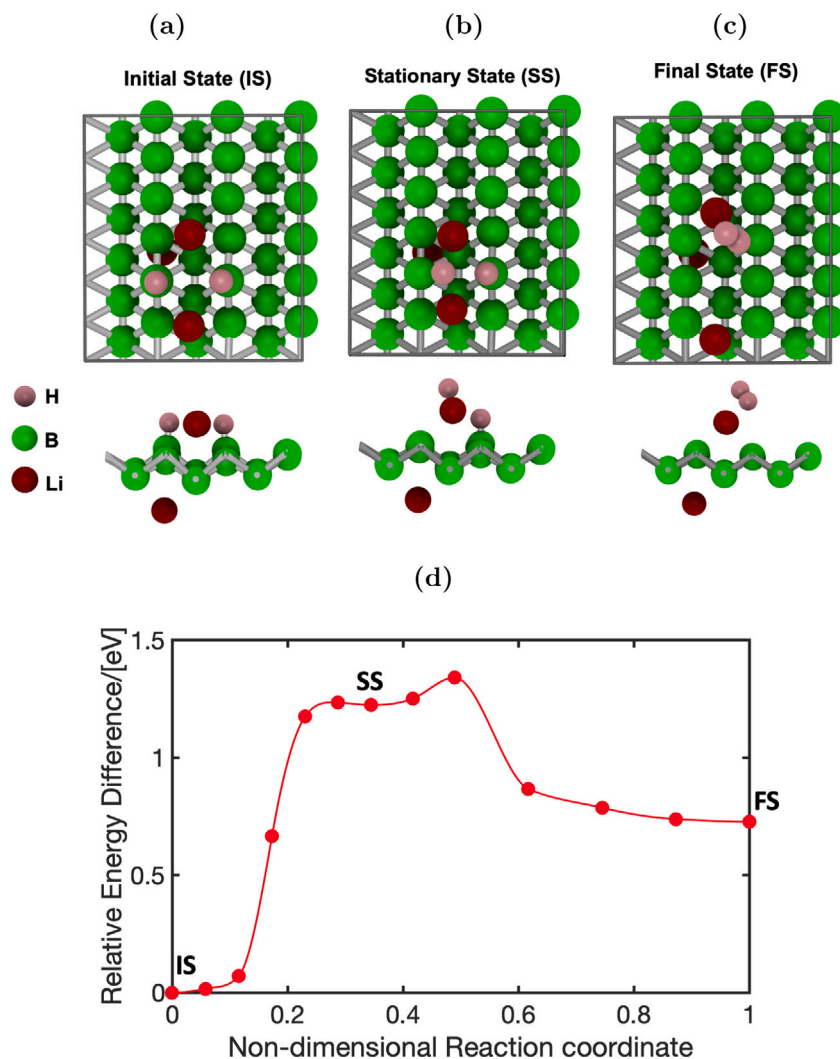 (a)
(b)
(c)
Initial State (IS)
Stationary State (SS)
Final State (FS)
H
B
Li
(d)
Relative Energy Difference/[eV]
1.5
1
0.5
0
IS
SS
FS
0
0.2
0.4
0.6
0.8
1
Non-dimensional Reaction coordinate